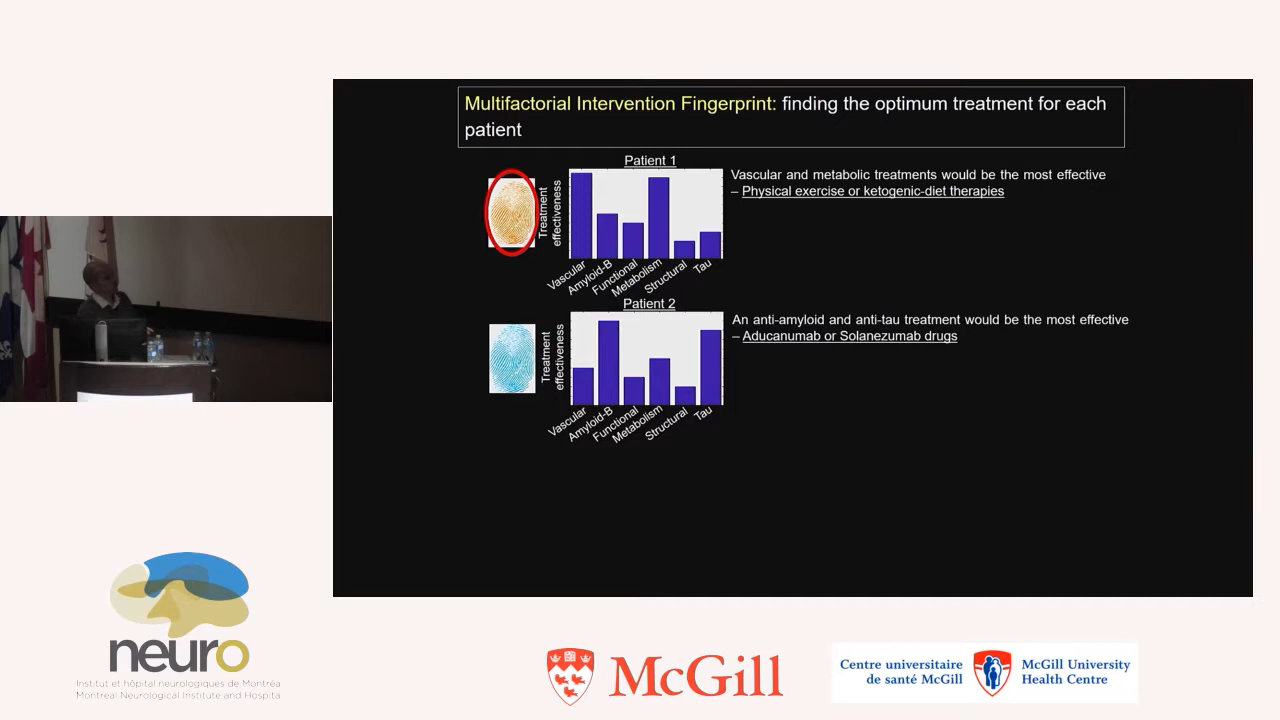 Multifactorial Intervention Fingerprint: finding the optimum treatment for each
patient
Patient 1
Treatment
effectiveness
Vascular
Amyloid-B
Functional
Metabolism
Structural
Tau
Vascular and metabolic treatments would be the most effective
– Physical exercise or ketogenic-diet therapies
Patient 2
Treatment
effectiveness
Vascular
Amyloid-B
Functional
Metabolism
Structural
Tau
An anti-amyloid and anti-tau treatment would be the most effective
– Aducanumab or Solanezumab drugs
neuro
Institut et hôpital neurologiques de Montréa
Montreal Neurological Institute and Hospita
McGill
Centre universitaire
de santé McGill
McGill University
Health Centre